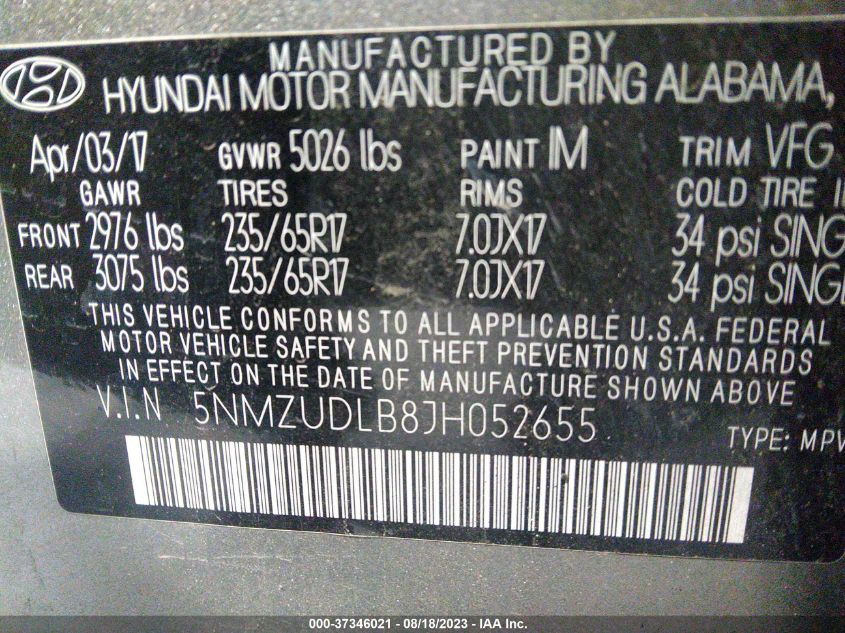 MANUFACTURED BY
HYUNDAI MOTOR MANUFACTURING ALABAMA,
Apr/03/17 GVWR 5026 lbs PAINT IM TRIM VFG
GAWR TIRES RIMS COLD TIRE
FRONT 2976 lbs 235/65R17 7.0JX17 34 psi SING
REAR 3075 lbs 235/65R17 7.0JX17 34 psi SING
THIS VEHICLE CONFORMS TO ALL APPLICABLE U.S.A. FEDERAL
MOTOR VEHICLE SAFETY AND THEFT PREVENTION STANDARDS
IN EFFECT ON THE DATE OF MANUFACTURE SHOWN ABOVE
V.I.N 5NMZUDLB8JH052655
TYPE: MPV
000-37346021 - 08/18/2023 - IAA Inc.